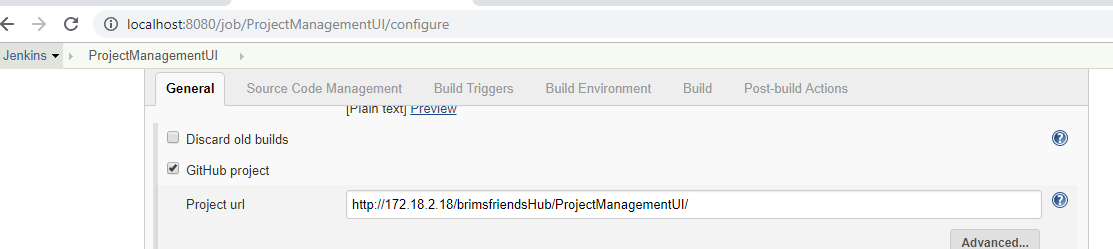 localhost:8080/job/ProjectManagementUI/configure
Jenkins ProjectManagementUI
General Source Code Management Build Triggers Build Environment Build Post-build Actions
[Plain text] Preview
Discard old builds
GitHub project
Project url http://172.18.2.18/brimsfriendsHub/ProjectManagementUI/
Advanced...